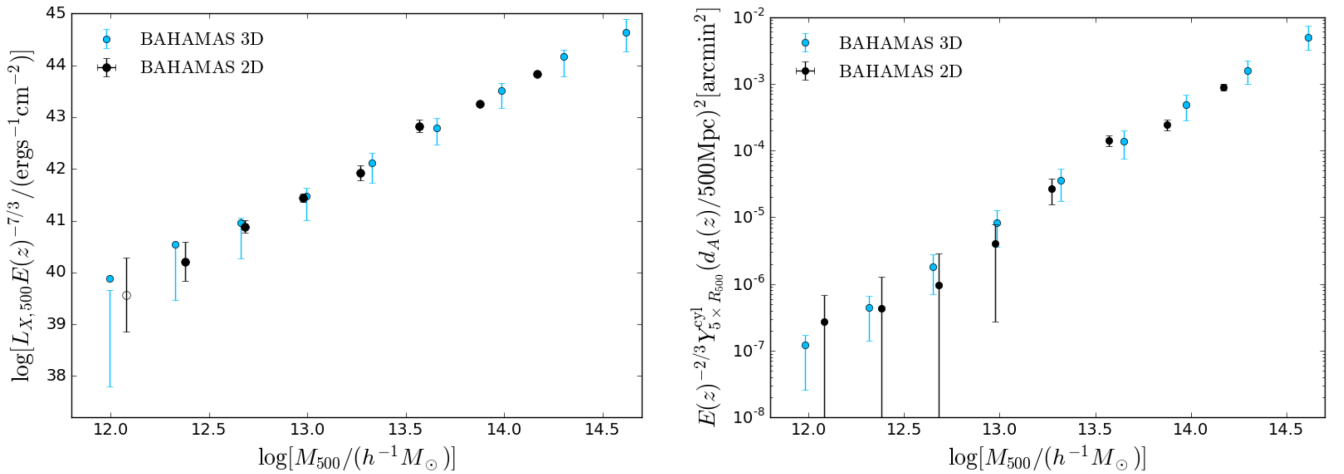 45
44
43
42
41
40
39
38
12.0 12.5 13.0 13.5 14.0 14.5
BAHAMAS 3D
BAHAMAS 2D
log[L_{X,500}E(z)^{-7/3}/(ergs^{-1}cm^{-2})]
log[M_{500}/(h^{-1}M_⊙)]
10^{-2}
10^{-3}
10^{-4}
10^{-5}
10^{-6}
10^{-7}
10^{-8}
12.0 12.5 13.0 13.5 14.0 14.5
BAHAMAS 3D
BAHAMAS 2D
E(z)^{-2/3}Y^{cyl}_{5×R_{500}}(d_A(z)/500Mpc)^2[arcmin^2]
log[M_{500}/(h^{-1}M_⊙)]